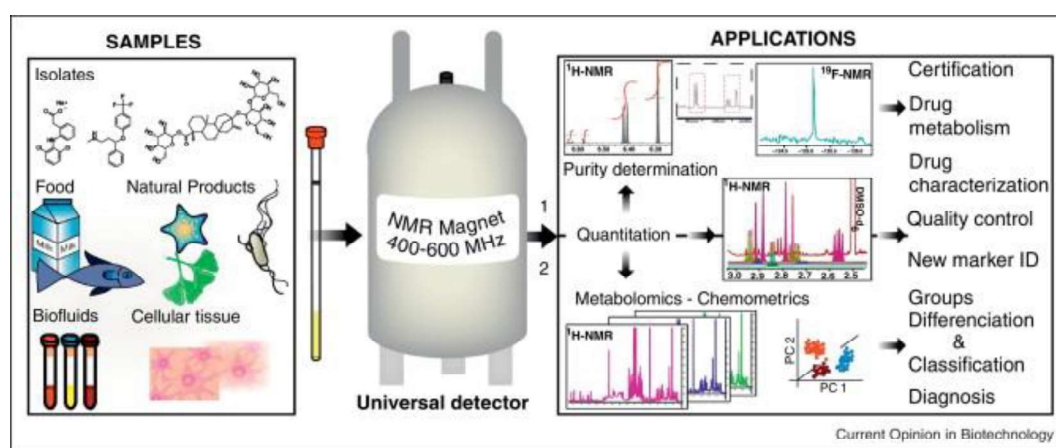 SAMPLES
Isolates
Food
Natural Products
Milk Milk
Biofluids
Cellular tissue
NMR Magnet
400-600 MHz
Universal detector
1
2
APPLICATIONS
¹H-NMR
¹⁹F-NMR
Purity determination
Quantitation
¹H-NMR
DMSO-d₆
3.0 2.9 2.8 2.7 2.6 2.5
Metabolomics - Chemometrics
¹H-NMR
PC 2
PC 1
Certification
Drug
metabolism
Drug
characterization
Quality control
New marker ID
Groups
Differenciation
&
Classification
Diagnosis
Current Opinion in Biotechnology